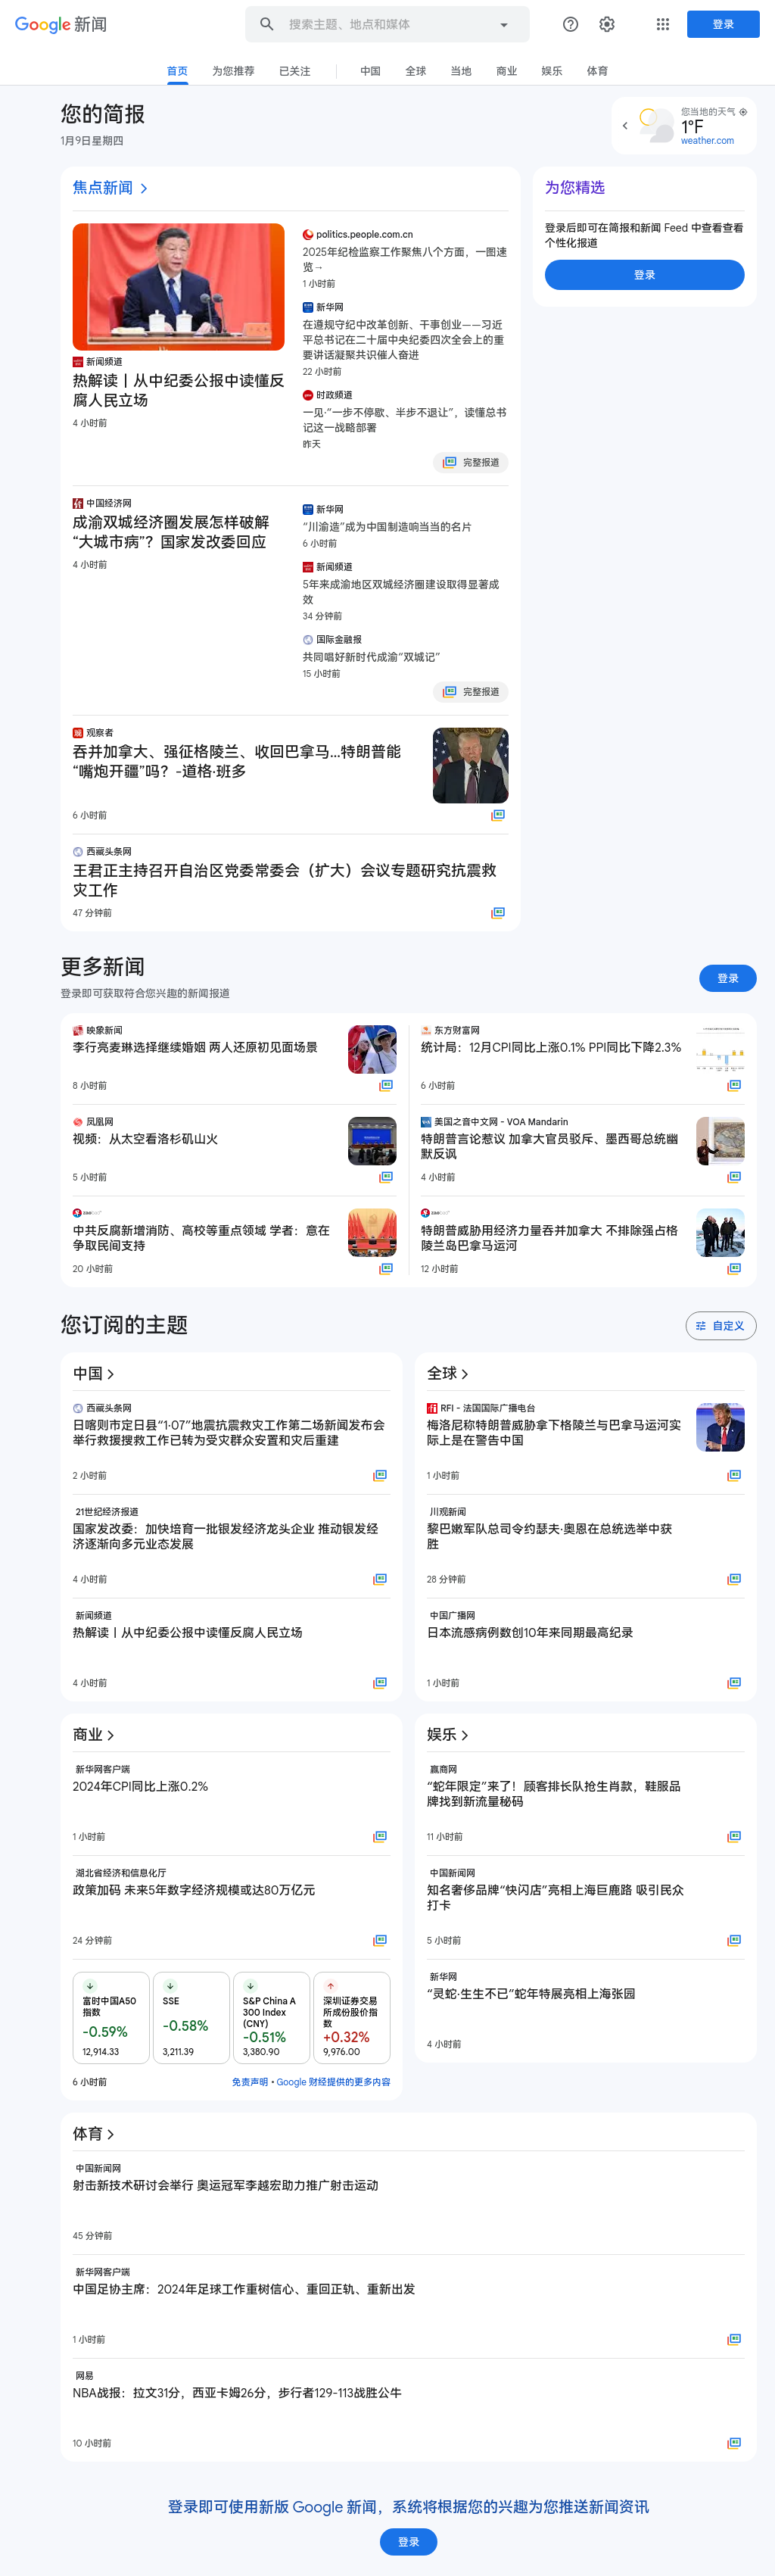 Google 新闻
搜索主题、地点和媒体
登录
首页
为您推荐
已关注
中国
全球
当地
商业
娱乐
体育
您的简报
1月9日星期四
您当地的天气
1°F
weather.com
焦点新闻
新闻频道
热解读丨从中纪委公报中读懂反
腐人民立场
4 小时前
politics.people.com.cn
2025年纪检监察工作聚焦八个方面，一图速
览→
1 小时前
新华网
在遵规守纪中改革创新、干事创业——习近
平总书记在二十届中央纪委四次全会上的重
要讲话凝聚共识催人奋进
22 小时前
时政频道
一见·“一步不停歇、半步不退让”，读懂总书
记这一战略部署
昨天
完整报道
为您精选
登录后即可在简报和新闻 Feed 中查看查看
个性化报道
登录
中国经济网
成渝双城经济圈发展怎样破解
“大城市病”？国家发改委回应
4 小时前
新华网
“川渝造”成为中国制造响当当的名片
6 小时前
新闻频道
5年来成渝地区双城经济圈建设取得显著成
效
34 分钟前
国际金融报
共同唱好新时代成渝“双城记”
15 小时前
完整报道
观察者
吞并加拿大、强征格陵兰、收回巴拿马…特朗普能
“嘴炮开疆”吗？-道格·班多
6 小时前
西藏头条网
王君正主持召开自治区党委常委会（扩大）会议专题研究抗震救
灾工作
47 分钟前
更多新闻
登录即可获取符合您兴趣的新闻报道
登录
映象新闻
李行亮麦琳选择继续婚姻 两人还原初见面场景
8 小时前
东方财富网
统计局：12月CPI同比上涨0.1% PPI同比下降2.3%
6 小时前
凤凰网
视频：从太空看洛杉矶山火
5 小时前
美国之音中文网 - VOA Mandarin
特朗普言论惹议 加拿大官员驳斥、墨西哥总统幽
默反讽
4 小时前
中共反腐新增消防、高校等重点领域 学者：意在
争取民间支持
20 小时前
特朗普威胁用经济力量吞并加拿大 不排除强占格
陵兰岛巴拿马运河
12 小时前
您订阅的主题
自定义
中国
西藏头条网
日喀则市定日县“1·07”地震抗震救灾工作第二场新闻发布会
举行救援搜救工作已转为受灾群众安置和灾后重建
2 小时前
21世纪经济报道
国家发改委：加快培育一批银发经济龙头企业 推动银发经
济逐渐向多元业态发展
4 小时前
新闻频道
热解读丨从中纪委公报中读懂反腐人民立场
4 小时前
全球
RFI - 法国国际广播电台
梅洛尼称特朗普威胁拿下格陵兰与巴拿马运河实
际上是在警告中国
1 小时前
川观新闻
黎巴嫩军队总司令约瑟夫·奥恩在总统选举中获
胜
28 分钟前
中国广播网
日本流感病例数创10年来同期最高纪录
1 小时前
商业
新华网客户端
2024年CPI同比上涨0.2%
1 小时前
湖北省经济和信息化厅
政策加码 未来5年数字经济规模或达80万亿元
24 分钟前
富时中国A50
指数
-0.59%
12,914.33
SSE
-0.58%
3,211.39
S&P China A
300 Index
(CNY)
-0.51%
3,380.90
深圳证券交易
所成份股价指
数
+0.32%
9,976.00
6 小时前
免责声明 • Google 财经提供的更多内容
娱乐
赢商网
“蛇年限定”来了！顾客排长队抢生肖款，鞋服品
牌找到新流量秘码
11 小时前
中国新闻网
知名奢侈品牌“快闪店”亮相上海巨鹿路 吸引民众
打卡
5 小时前
新华网
“灵蛇·生生不已”蛇年特展亮相上海张园
4 小时前
体育
中国新闻网
射击新技术研讨会举行 奥运冠军李越宏助力推广射击运动
45 分钟前
新华网客户端
中国足协主席：2024年足球工作重树信心、重回正轨、重新出发
1 小时前
网易
NBA战报：拉文31分，西亚卡姆26分，步行者129-113战胜公牛
10 小时前
登录即可使用新版 Google 新闻，系统将根据您的兴趣为您推送新闻资讯
登录